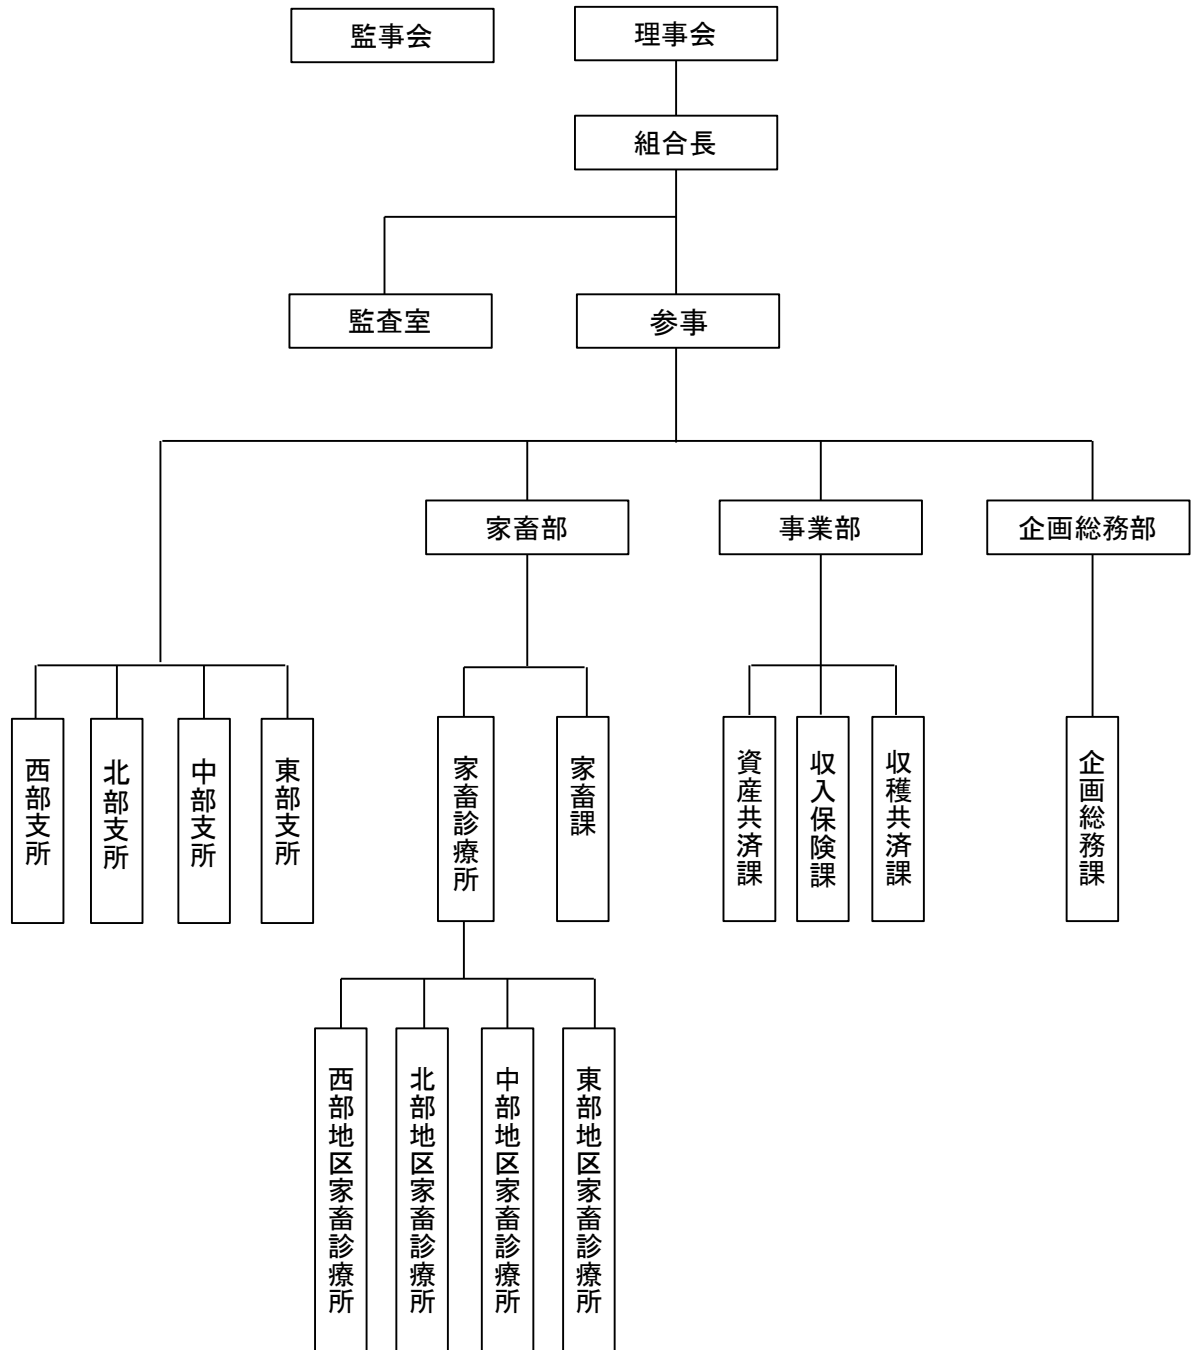 監事会
理事会
組合長
監査室
参事
家畜部
事業部
企画総務部
西部支所
北部支所
中部支所
東部支所
家畜診療所
家畜課
資産共済課
収入保険課
収穫共済課
企画総務課
西部地区家畜診療所
北部地区家畜診療所
中部地区家畜診療所
東部地区家畜診療所